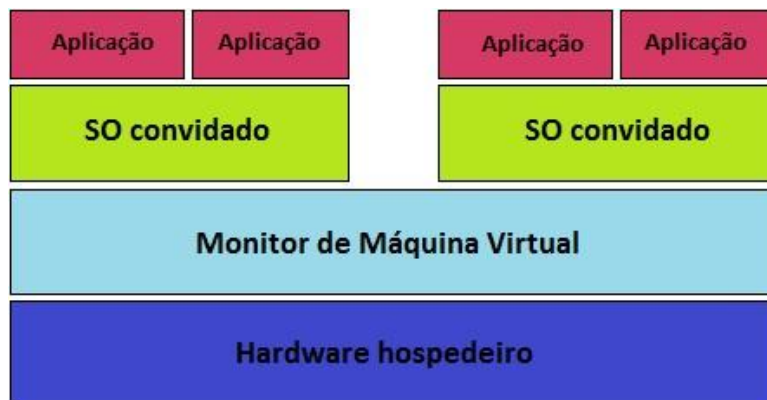 Aplicação Aplicação Aplicação Aplicação
SO convidado SO convidado
Monitor de Máquina Virtual
Hardware hospedeiro